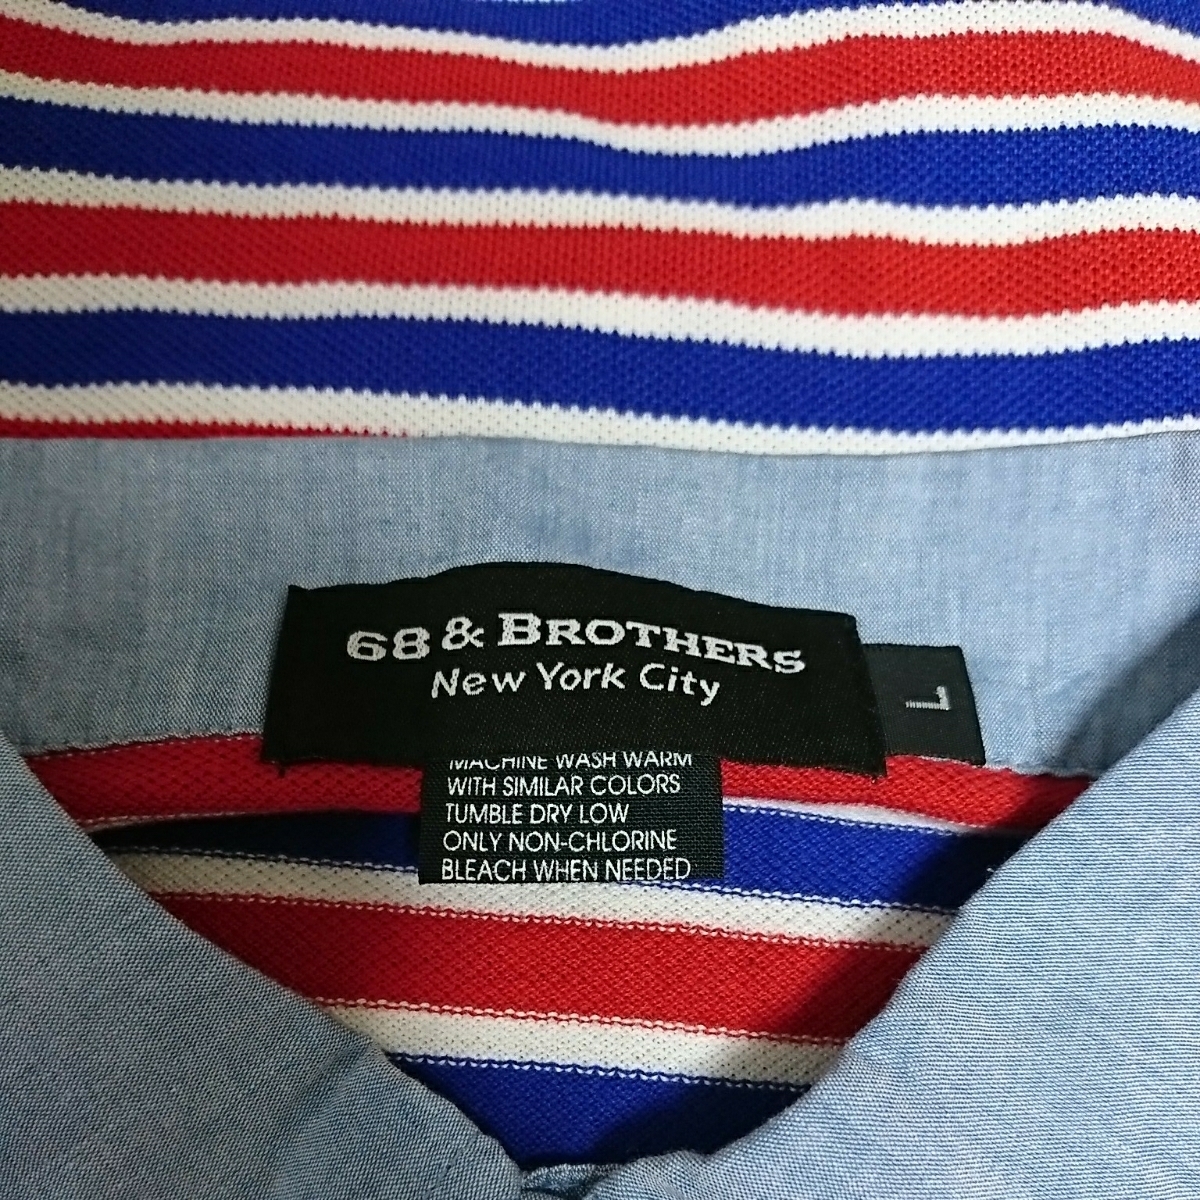 68 & BROTHERS
New York City
L
MACHINE WASH WARM
WITH SIMILAR COLORS
TUMBLE DRY LOW
ONLY NON-CHLORINE
BLEACH WHEN NEEDED